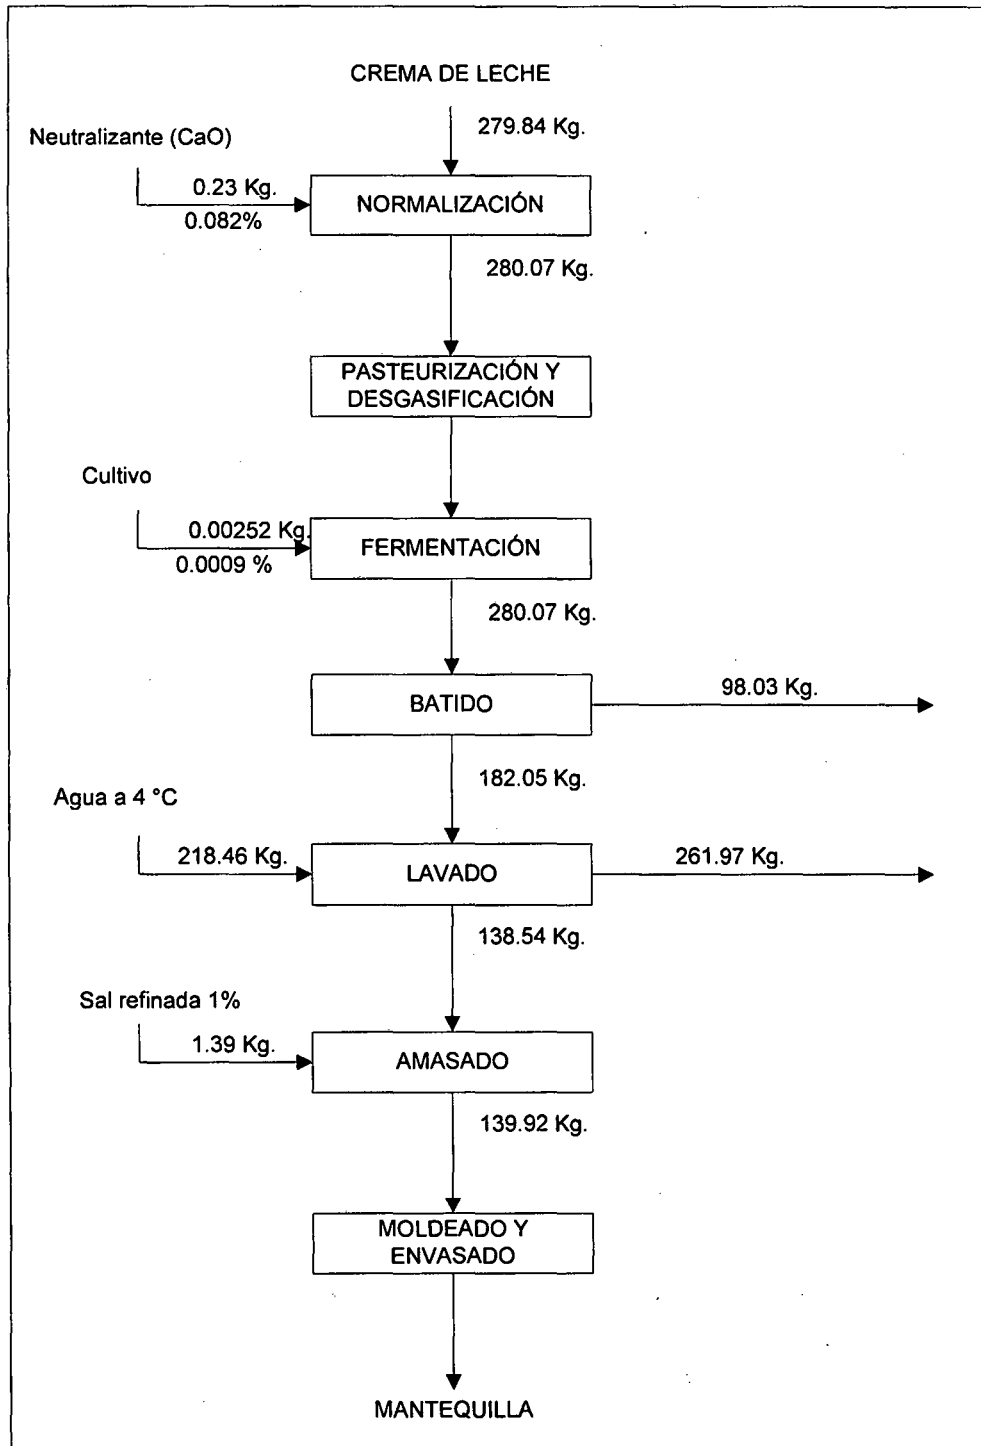 CREMA DE LECHE
279.84 Kg.
Neutralizante (CaO)
0.23 Kg.
0.082%
NORMALIZACIÓN
280.07 Kg.
PASTEURIZACIÓN Y
DESGASIFICACIÓN
Cultivo
0.00252 Kg.
0.0009 %
FERMENTACIÓN
280.07 Kg.
BATIDO
98.03 Kg.
182.05 Kg.
Agua a 4 °C
218.46 Kg.
LAVADO
261.97 Kg.
138.54 Kg.
Sal refinada 1%
1.39 Kg.
AMASADO
139.92 Kg.
MOLDEADO Y
ENVASADO
MANTEQUILLA